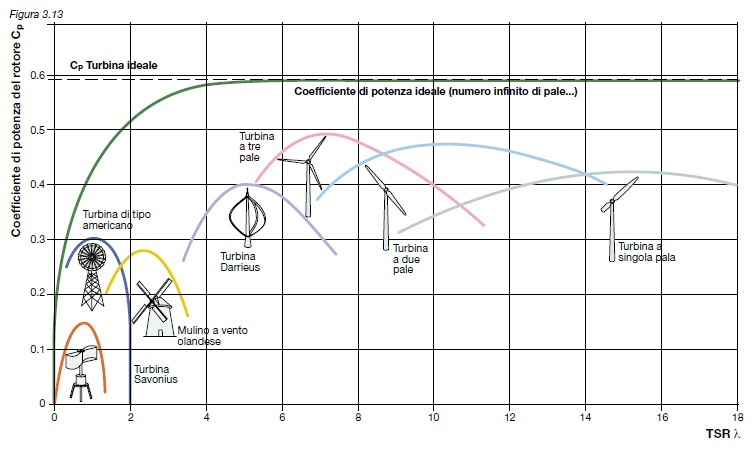 Figura 3.13
Coefficiente di potenza del rotore CP
CP Turbina ideale
Coefficiente di potenza ideale (numero infinito di pale...)
0.6
0.5
0.4
0.3
0.2
0.1
0
Turbina
a tre
pale
Turbina di tipo
americano
Turbina
Darrieus
Turbina
a due
pale
Turbina a
singola pala
Mulino a vento
olandese
Turbina
Savonius
0 2 4 6 8 10 12 14 16 18
TSR λ